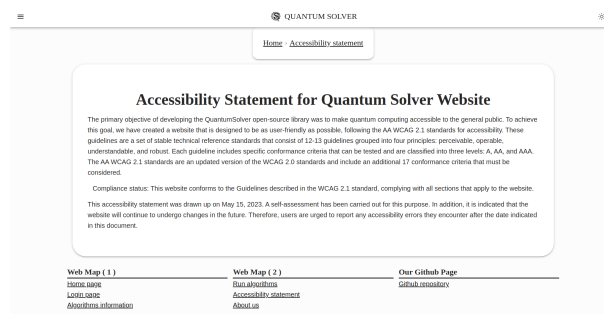 QUANTUM SOLVER
Home › Accessibility statement
Accessibility Statement for Quantum Solver Website
The primary objective of developing the QuantumSolver open-source library was to make quantum computing accessible to the general public. To achieve
this goal, we have created a website that is designed to be as user-friendly as possible, following the AA WCAG 2.1 standards for accessibility. These
guidelines are a set of stable technical reference standards that consist of 12-13 guidelines grouped into four principles: perceivable, operable,
understandable, and robust. Each guideline includes specific conformance criteria that can be tested and are classified into three levels: A, AA, and AAA.
The AA WCAG 2.1 standards are an updated version of the WCAG 2.0 standards and include an additional 17 conformance criteria that must be
considered.
Compliance status: This website conforms to the Guidelines described in the WCAG 2.1 standard, complying with all sections that apply to the website.
This accessibility statement was drawn up on May 15, 2023. A self-assessment has been carried out for this purpose. In addition, it is indicated that the
website will continue to undergo changes in the future. Therefore, users are urged to report any accessibility errors they encounter after the date indicated
in this document.
Web Map ( 1 )
Home page
Login page
Algorithms information
Web Map ( 2 )
Run algorithms
Accessibility statement
About us
Our Github Page
Github repository